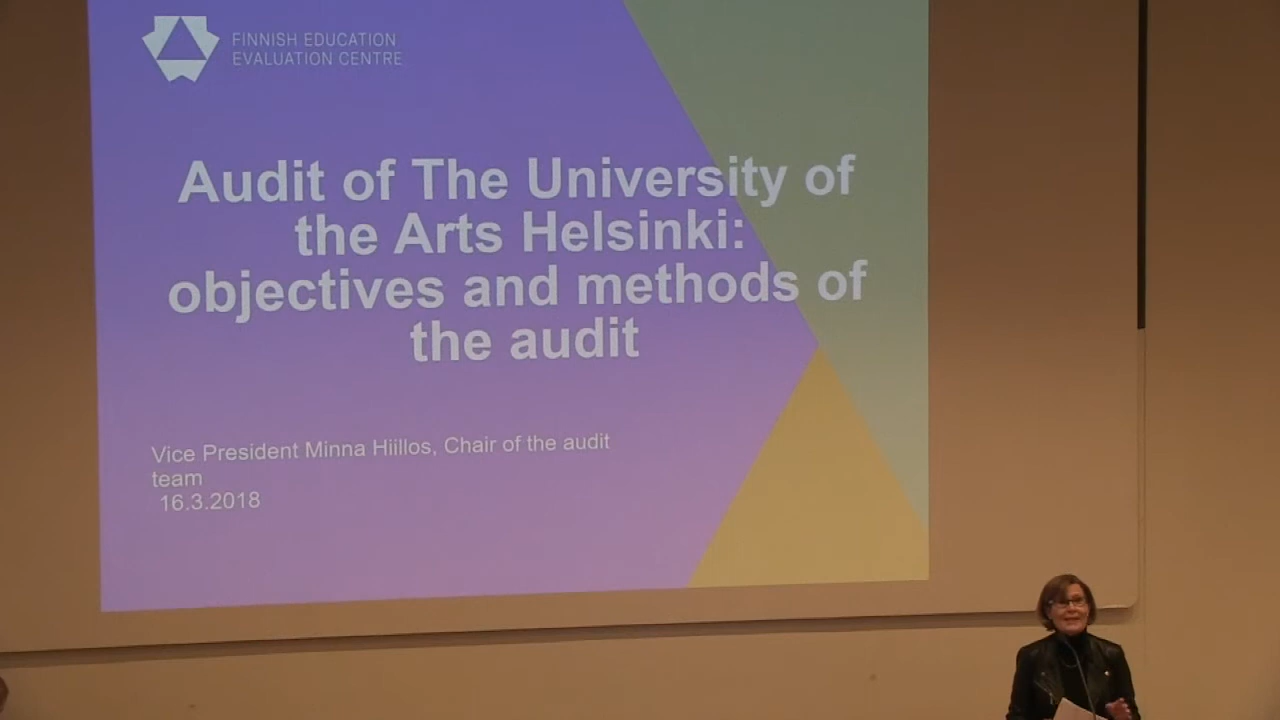 FINNISH EDUCATION
EVALUATION CENTRE
Audit of The University of
the Arts Helsinki:
objectives and methods of
the audit
Vice President Minna Hiillos, Chair of the audit
team
16.3.2018